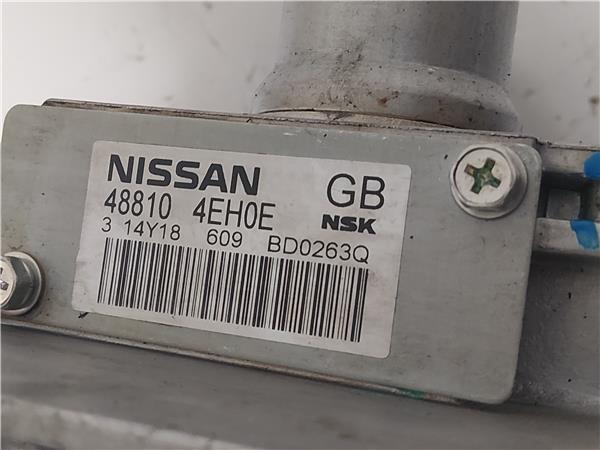 NISSAN GB
48810 4EH0E NSK
3 14Y18 609 BD0263Q